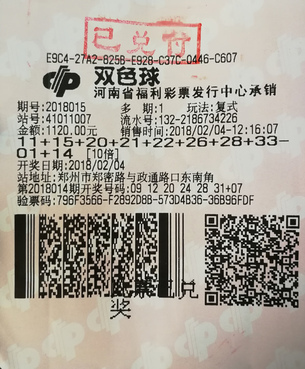 已兑付
E9C4-27A2-825B-E928-C37C-0446-C607
双色球
河南省福利彩票发行中心承销
期号:2018015 多 期:1 玩法:复式
站号:41011007 流水号:132-2186734226
金额:1120.00元 销售时间:2018/02/04-12:16:07
11+15+20+21+22+26+28+33-
01+14 [10倍]
开奖日期:2018/02/04
站地址:郑州市郑密路与政通路口东南角
第2018014期开奖号码:09 12 20 24 28 31+07
验票码:796F3566-F2892D8B-573D4B36-36B96FDF
此票已兑
奖